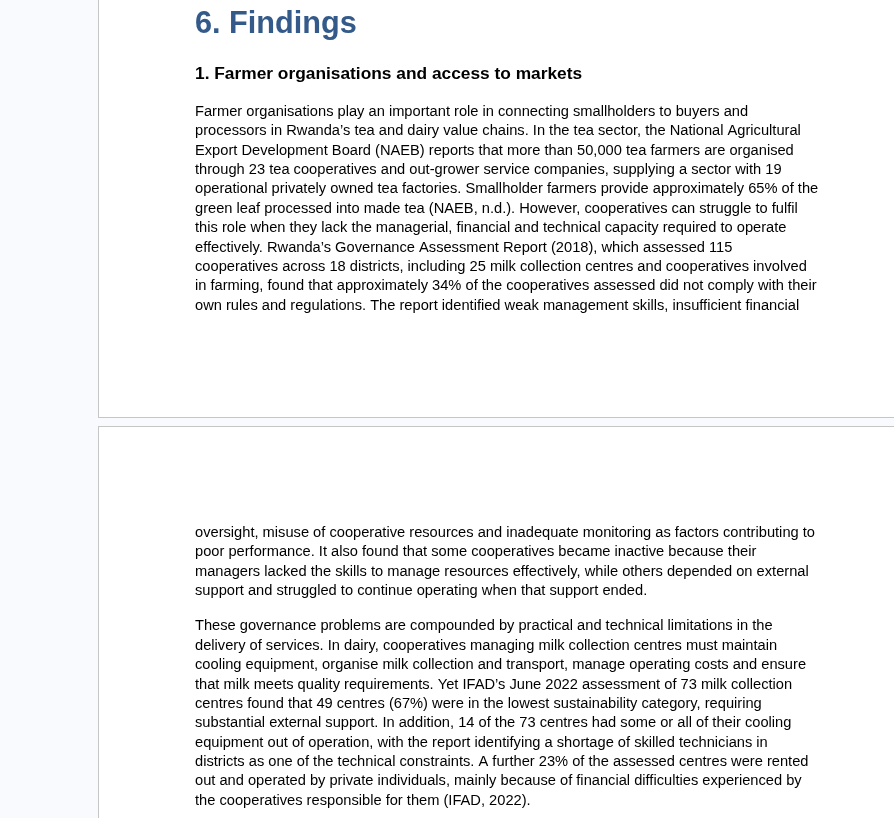 6. Findings
1. Farmer organisations and access to markets
Farmer organisations play an important role in connecting smallholders to buyers and
processors in Rwanda’s tea and dairy value chains. In the tea sector, the National Agricultural
Export Development Board (NAEB) reports that more than 50,000 tea farmers are organised
through 23 tea cooperatives and out-grower service companies, supplying a sector with 19
operational privately owned tea factories. Smallholder farmers provide approximately 65% of the
green leaf processed into made tea (NAEB, n.d.). However, cooperatives can struggle to fulfil
this role when they lack the managerial, financial and technical capacity required to operate
effectively. Rwanda’s Governance Assessment Report (2018), which assessed 115
cooperatives across 18 districts, including 25 milk collection centres and cooperatives involved
in farming, found that approximately 34% of the cooperatives assessed did not comply with their
own rules and regulations. The report identified weak management skills, insufficient financial
oversight, misuse of cooperative resources and inadequate monitoring as factors contributing to
poor performance. It also found that some cooperatives became inactive because their
managers lacked the skills to manage resources effectively, while others depended on external
support and struggled to continue operating when that support ended.
These governance problems are compounded by practical and technical limitations in the
delivery of services. In dairy, cooperatives managing milk collection centres must maintain
cooling equipment, organise milk collection and transport, manage operating costs and ensure
that milk meets quality requirements. Yet IFAD’s June 2022 assessment of 73 milk collection
centres found that 49 centres (67%) were in the lowest sustainability category, requiring
substantial external support. In addition, 14 of the 73 centres had some or all of their cooling
equipment out of operation, with the report identifying a shortage of skilled technicians in
districts as one of the technical constraints. A further 23% of the assessed centres were rented
out and operated by private individuals, mainly because of financial difficulties experienced by
the cooperatives responsible for them (IFAD, 2022).